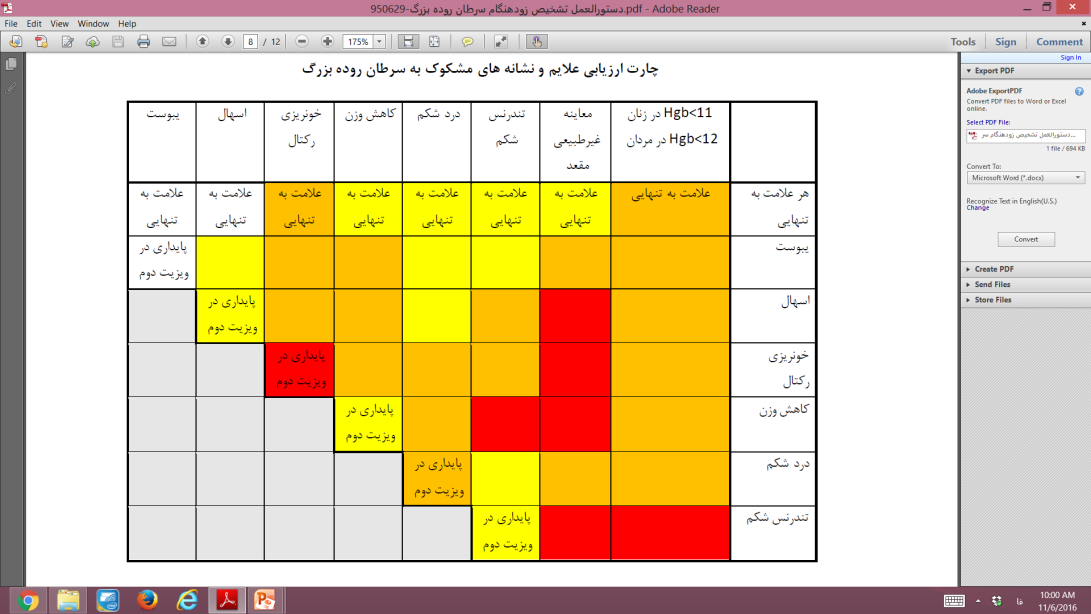 دستورالعمل تشخیص زودهنگام سرطان روده بزرگ-950629.pdf - Adobe Reader
File Edit View Window Help
8 / 12 175% Tools Sign Comment
چارت ارزیابی علایم و نشانه های مشکوک به سرطان روده بزرگ
Hgb<11 در زنان
Hgb<12 در مردان
معاینه
غیرطبیعی
مقعد
تندرنس
شکم
درد شکم
کاهش وزن
خونریزی
رکتال
اسهال
یبوست
هر علامت به
تنهایی
علامت به تنهایی
علامت به
تنهایی
علامت به
تنهایی
علامت به
تنهایی
علامت به
تنهایی
علامت به
تنهایی
علامت به
تنهایی
علامت به
تنهایی
یبوست
پایداری در
ویزیت دوم
اسهال
پایداری در
ویزیت دوم
خونریزی
رکتال
پایداری در
ویزیت دوم
کاهش وزن
پایداری در
ویزیت دوم
درد شکم
پایداری در
ویزیت دوم
تندرنس شکم
پایداری در
ویزیت دوم
Sign In
Export PDF
Adobe ExportPDF
Convert PDF files to Word or Excel
online.
Select PDF File:
دستورالعمل تشخیص زودهنگام سر...
1 file / 694 KB
Convert To:
Microsoft Word (*.docx)
Recognize Text in English(U.S.)
Change
Convert
Create PDF
Send Files
Store Files
فا
10:00 AM
11/6/2016